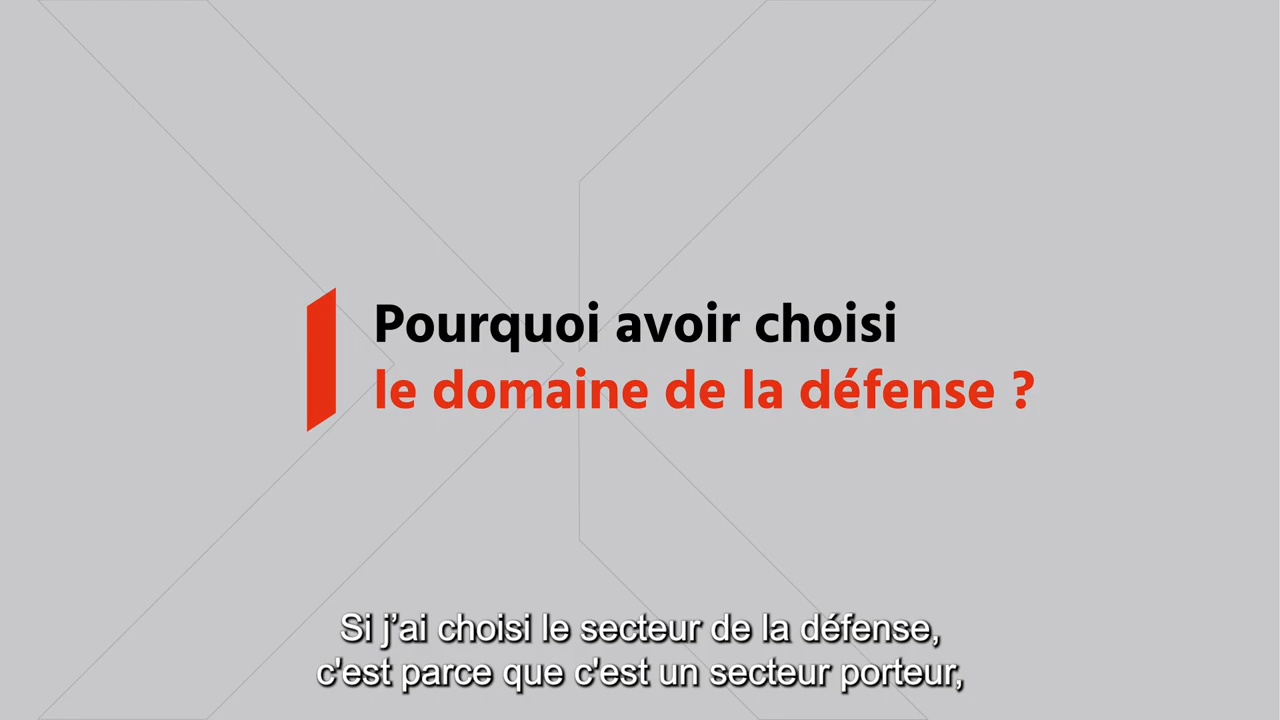 Pourquoi avoir choisi
le domaine de la défense ?
Si j’ai choisi le secteur de la défense,
c'est parce que c'est un secteur porteur,